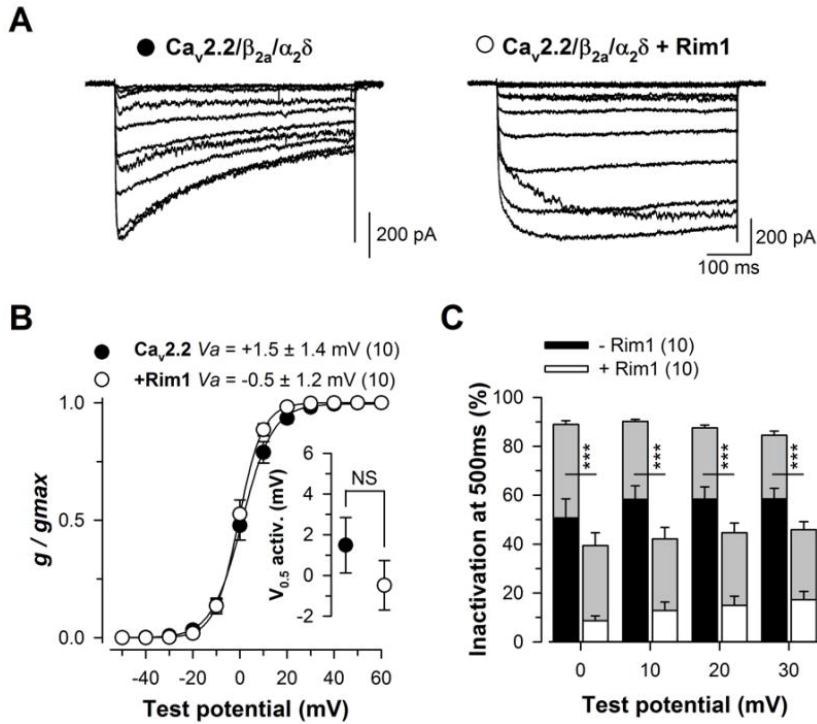 A
● Caᵥ2.2/β₂ₐ/α₂δ
○ Caᵥ2.2/β₂ₐ/α₂δ + Rim1
200 pA
200 pA
100 ms
B
Caᵥ2.2 Va = +1.5 ± 1.4 mV (10)
+Rim1 Va = -0.5 ± 1.2 mV (10)
g / gmax
1.0
0.5
0.0
-40 -20 0 20 40 60
Test potential (mV)
V₀.₅ activ. (mV)
6
4
2
0
-2
NS
C
- Rim1 (10)
+ Rim1 (10)
Inactivation at 500ms (%)
100
80
60
40
20
0
*** *** *** ***
0 10 20 30
Test potential (mV)